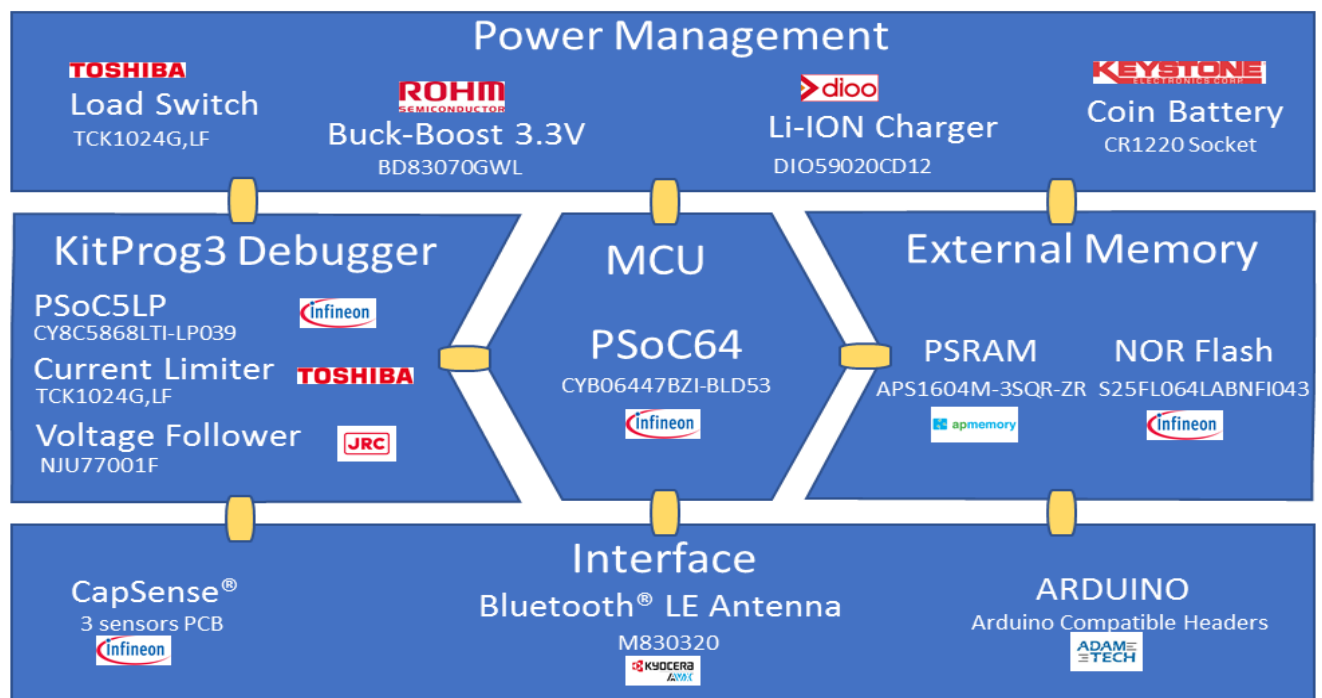 Power Management
TOSHIBA
Load Switch
TCK1024G,LF
ROHM
SEMICONDUCTOR
Buck-Boost 3.3V
BD83070GWL
dioo
Li-ION Charger
DIO59020CD12
KEYSTONE
ELECTRONICS CORP.
Coin Battery
CR1220 Socket
KitProg3 Debugger
PSoC5LP
CY8C5868LTI-LP039
infineon
Current Limiter
TCK1024G,LF
TOSHIBA
Voltage Follower
NJU77001F
JRC
MCU
PSoC64
CYB06447BZI-BLD53
infineon
External Memory
PSRAM
APS1604M-3SQR-ZR
apmemory
NOR Flash
S25FL064LABNFI043
infineon
Interface
CapSense®
3 sensors PCB
infineon
Bluetooth® LE Antenna
M830320
KYOCERA
AVX
ARDUINO
Arduino Compatible Headers
ADAM
TECH